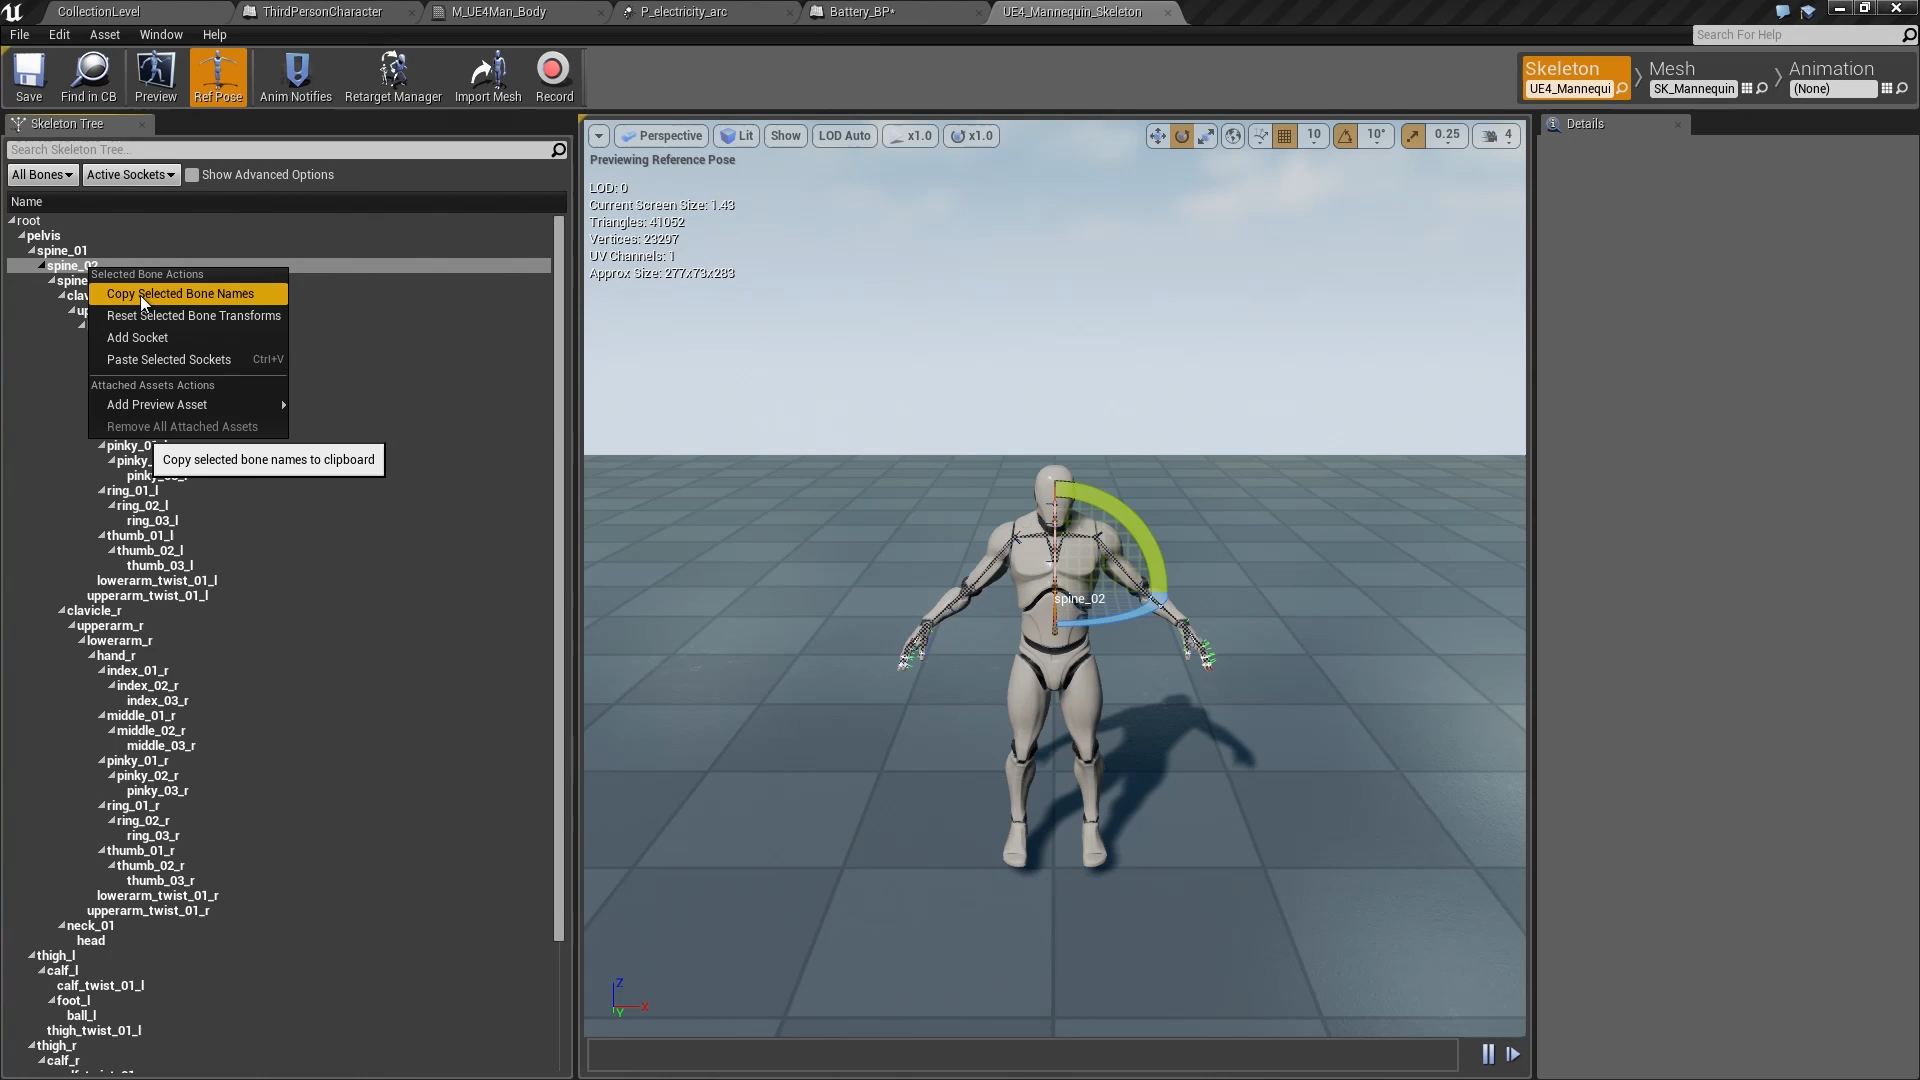 CollectionLevel
ThirdPersonCharacter
M_UE4Man_Body
P_electricity_arc
Battery_BP*
UE4_Mannequin_Skeleton
File Edit Asset Window Help
Search For Help
Save
Find in CB
Preview
Ref Pose
Anim Notifies
Retarget Manager
Import Mesh
Record
Skeleton
UE4_Mannequi
Mesh
SK_Mannequin
Animation
(None)
Skeleton Tree
Search Skeleton Tree...
All Bones
Active Sockets
Show Advanced Options
Name
root
pelvis
spine_01
spine_02
spine
clav
up
Selected Bone Actions
Copy Selected Bone Names
Reset Selected Bone Transforms
Add Socket
Paste Selected Sockets Ctrl+V
Attached Assets Actions
Add Preview Asset
Remove All Attached Assets
Copy selected bone names to clipboard
pinky_01_l
pinky_
pinky_03_l
ring_01_l
ring_02_l
ring_03_l
thumb_01_l
thumb_02_l
thumb_03_l
lowerarm_twist_01_l
upperarm_twist_01_l
clavicle_r
upperarm_r
lowerarm_r
hand_r
index_01_r
index_02_r
index_03_r
middle_01_r
middle_02_r
middle_03_r
pinky_01_r
pinky_02_r
pinky_03_r
ring_01_r
ring_02_r
ring_03_r
thumb_01_r
thumb_02_r
thumb_03_r
lowerarm_twist_01_r
upperarm_twist_01_r
neck_01
head
thigh_l
calf_l
calf_twist_01_l
foot_l
ball_l
thigh_twist_01_l
thigh_r
calf_r
Perspective
Lit
Show
LOD Auto
x1.0
x1.0
10
10°
0.25
4
Previewing Reference Pose
LOD: 0
Current Screen Size: 1.43
Triangles: 41052
Vertices: 23297
UV Channels: 1
Approx Size: 277x73x283
spine_02
Z
X
Y
Details